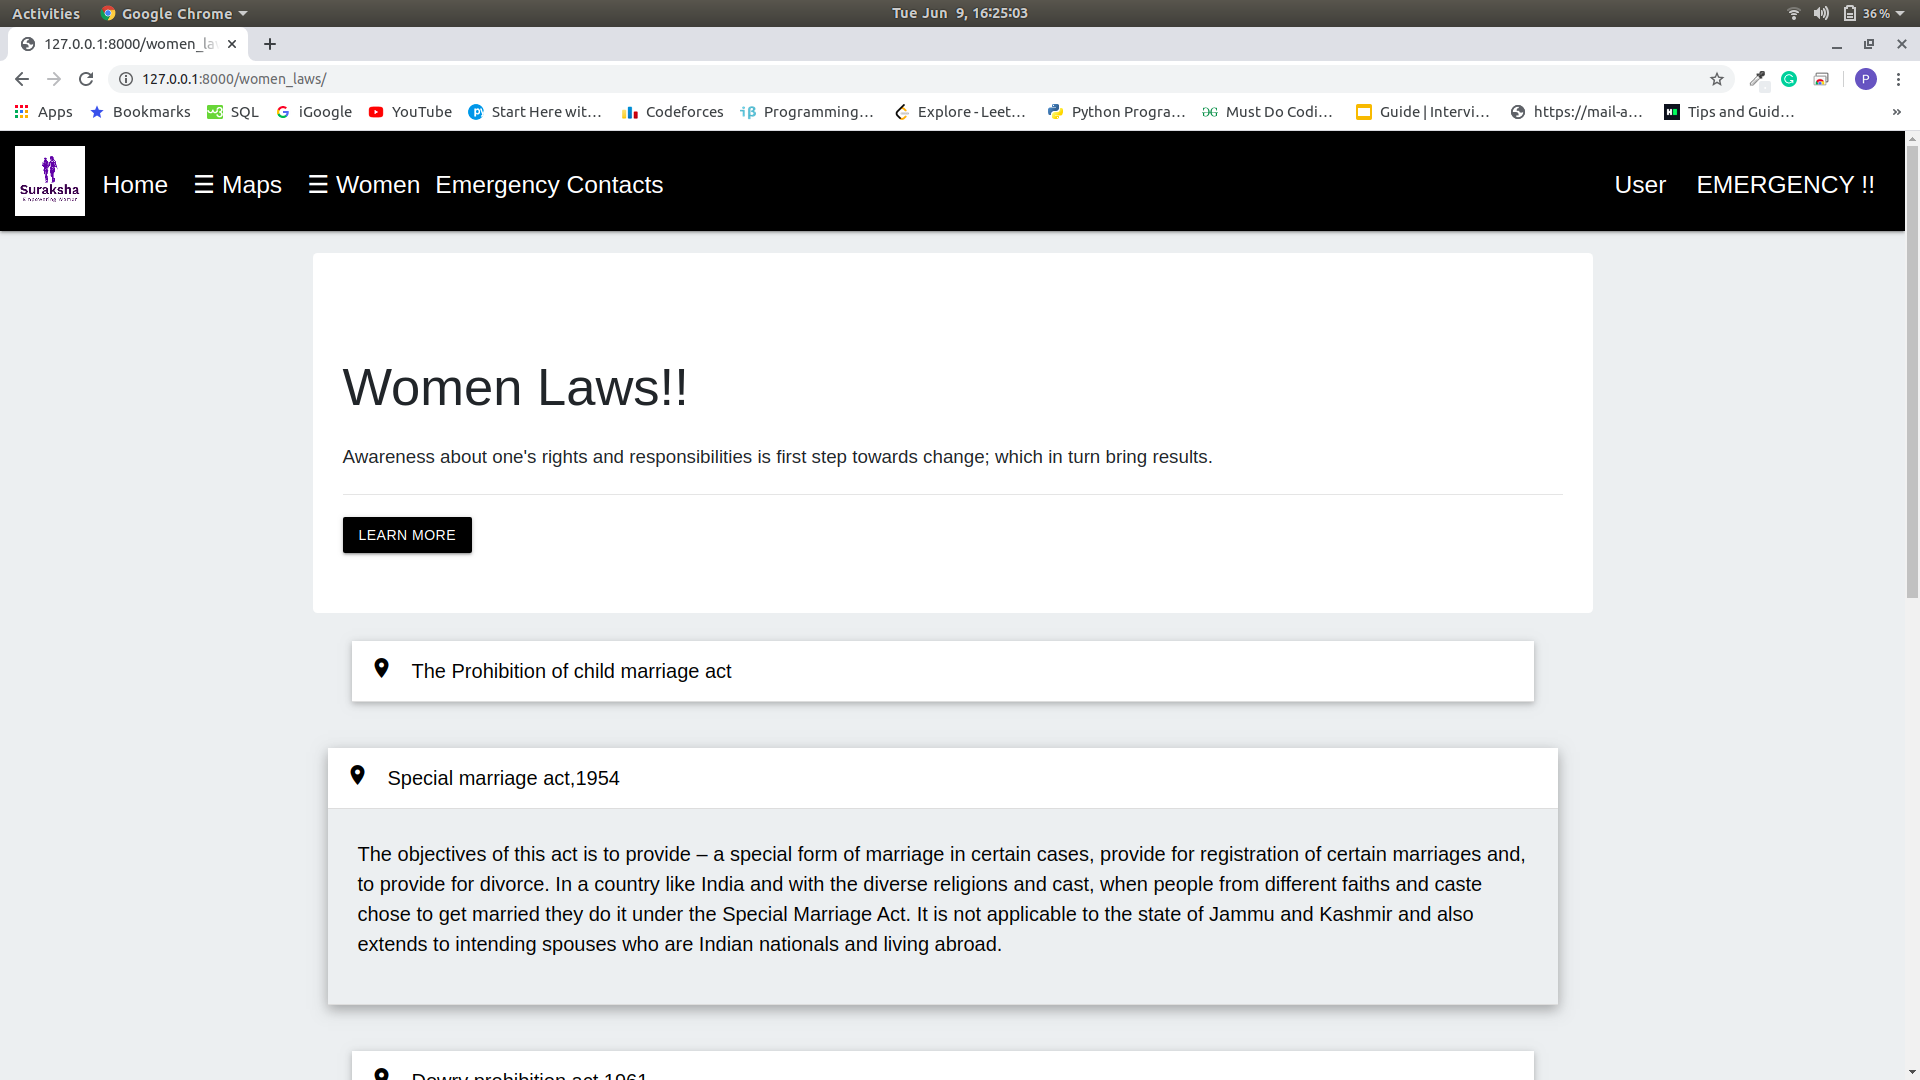 Activities Google Chrome Tue Jun 9, 16:25:03 36%
127.0.0.1:8000/women_la
127.0.0.1:8000/women_laws/ P
Apps Bookmarks SQL iGoogle YouTube Start Here wit... Codeforces Programming... Explore - Leet... Python Progra... Must Do Codi... Guide | Intervi... https://mail-a... Tips and Guid... »
Suraksha
Empowering Woman
Home ☰ Maps ☰ Women Emergency Contacts User EMERGENCY !!
Women Laws!!
Awareness about one's rights and responsibilities is first step towards change; which in turn bring results.
LEARN MORE
The Prohibition of child marriage act
Special marriage act,1954
The objectives of this act is to provide – a special form of marriage in certain cases, provide for registration of certain marriages and,
to provide for divorce. In a country like India and with the diverse religions and cast, when people from different faiths and caste
chose to get married they do it under the Special Marriage Act. It is not applicable to the state of Jammu and Kashmir and also
extends to intending spouses who are Indian nationals and living abroad.
Dowry prohibition act,1961